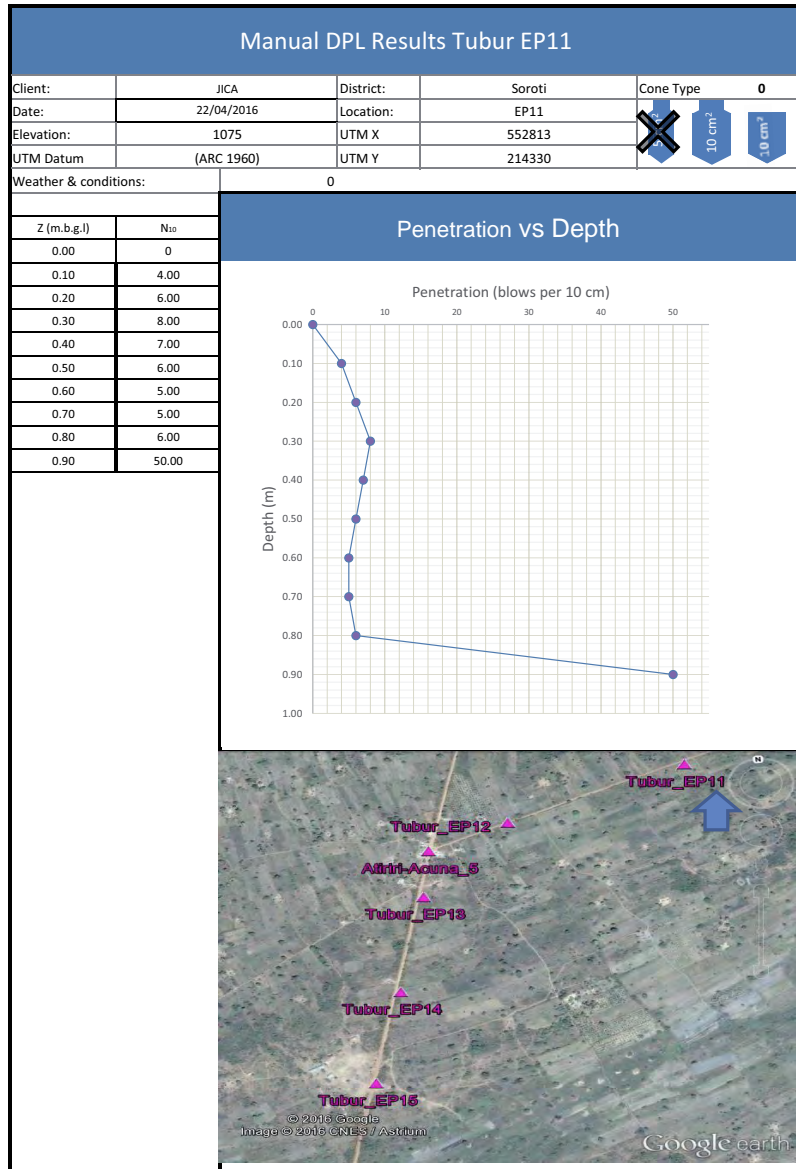 Manual DPL Results Tubur EP11
Client: JICA District: Soroti Cone Type 0
Date: 22/04/2016 Location: EP11
Elevation: 1075 UTM X 552813
UTM Datum (ARC 1960) UTM Y 214330
10 cm²
10 cm²
Weather & conditions: 0
Z (m.b.g.l) N₁₀
0.00 0
0.10 4.00
0.20 6.00
0.30 8.00
0.40 7.00
0.50 6.00
0.60 5.00
0.70 5.00
0.80 6.00
0.90 50.00
Penetration vs Depth
Penetration (blows per 10 cm)
0 10 20 30 40 50
0.00
0.10
0.20
0.30
0.40
0.50
0.60
0.70
0.80
0.90
1.00
Depth (m)
N
Tubur_EP11
Tubur_EP12
Atiriri-Acuna_5
Tubur_EP13
Tubur_EP14
Tubur_EP15
© 2016 Google
Image © 2016 CNES / Astrium
Google earth